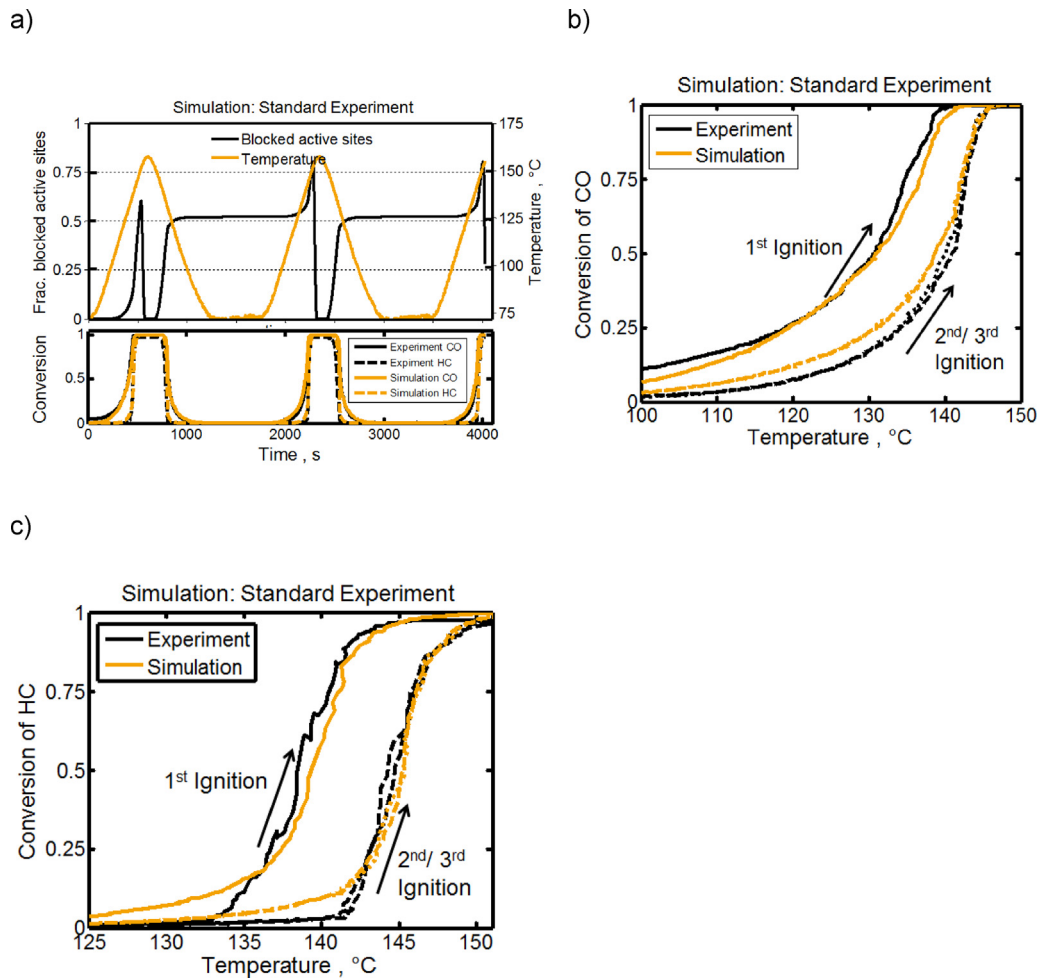 a)
Simulation: Standard Experiment
Frac. blocked active sites
1
0.75
0.5
0.25
0
Blocked active sites
Temperature
175
150
125
100
75
Temperature , °C
Conversion
1
0.5
0
Experiment CO
Expiment HC
Simulation CO
Simulation HC
0 1000 2000 3000 4000
Time , s
b)
Simulation: Standard Experiment
Conversion of CO
1
0.75
0.5
0.25
0
Experiment
Simulation
1st Ignition
2nd/ 3rd
Ignition
100 110 120 130 140 150
Temperature , °C
c)
Simulation: Standard Experiment
Conversion of HC
1
0.75
0.5
0.25
0
Experiment
Simulation
1st Ignition
2nd/ 3rd
Ignition
125 130 135 140 145 150
Temperature , °C